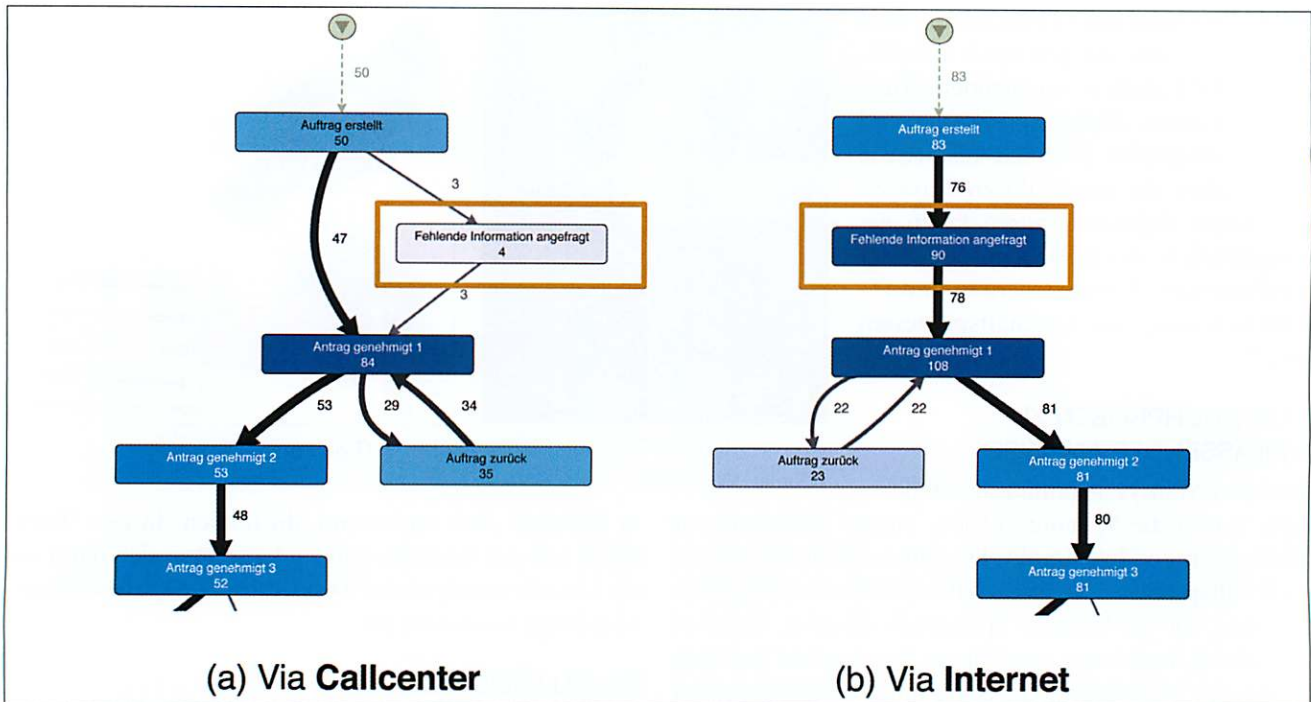 50
Auftrag erstellt
50
3
47
Fehlende Information angefragt
4
3
Antrag genehmigt 1
84
53
29
34
Antrag genehmigt 2
53
Auftrag zurück
35
48
Antrag genehmigt 3
52
(a) Via Callcenter
83
Auftrag erstellt
83
76
Fehlende Information angefragt
90
78
Antrag genehmigt 1
108
22
22
81
Auftrag zurück
23
Antrag genehmigt 2
81
80
Antrag genehmigt 3
81
(b) Via Internet